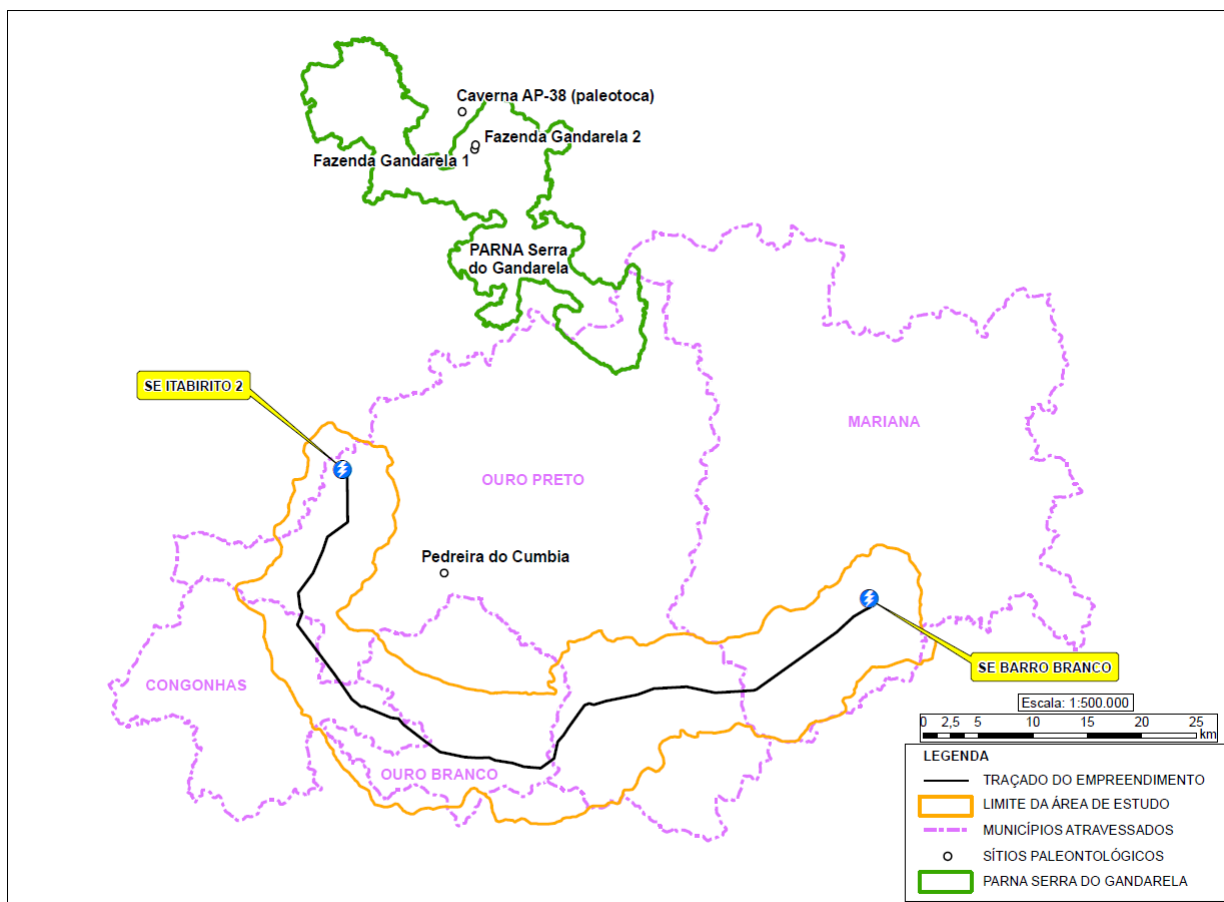 Caverna AP-38 (paleotoca)
Fazenda Gandarela 2
Fazenda Gandarela 1
PARNA Serra
do Gandarela
SE ITABIRITO 2
MARIANA
OURO PRETO
Pedreira do Cumbia
SE BARRO BRANCO
CONGONHAS
OURO BRANCO
Escala: 1:500.000
0 2,5 5 10 15 20 25
km
LEGENDA
TRAÇADO DO EMPREENDIMENTO
LIMITE DA ÁREA DE ESTUDO
MUNICÍPIOS ATRAVESSADOS
SÍTIOS PALEONTOLÓGICOS
PARNA SERRA DO GANDARELA